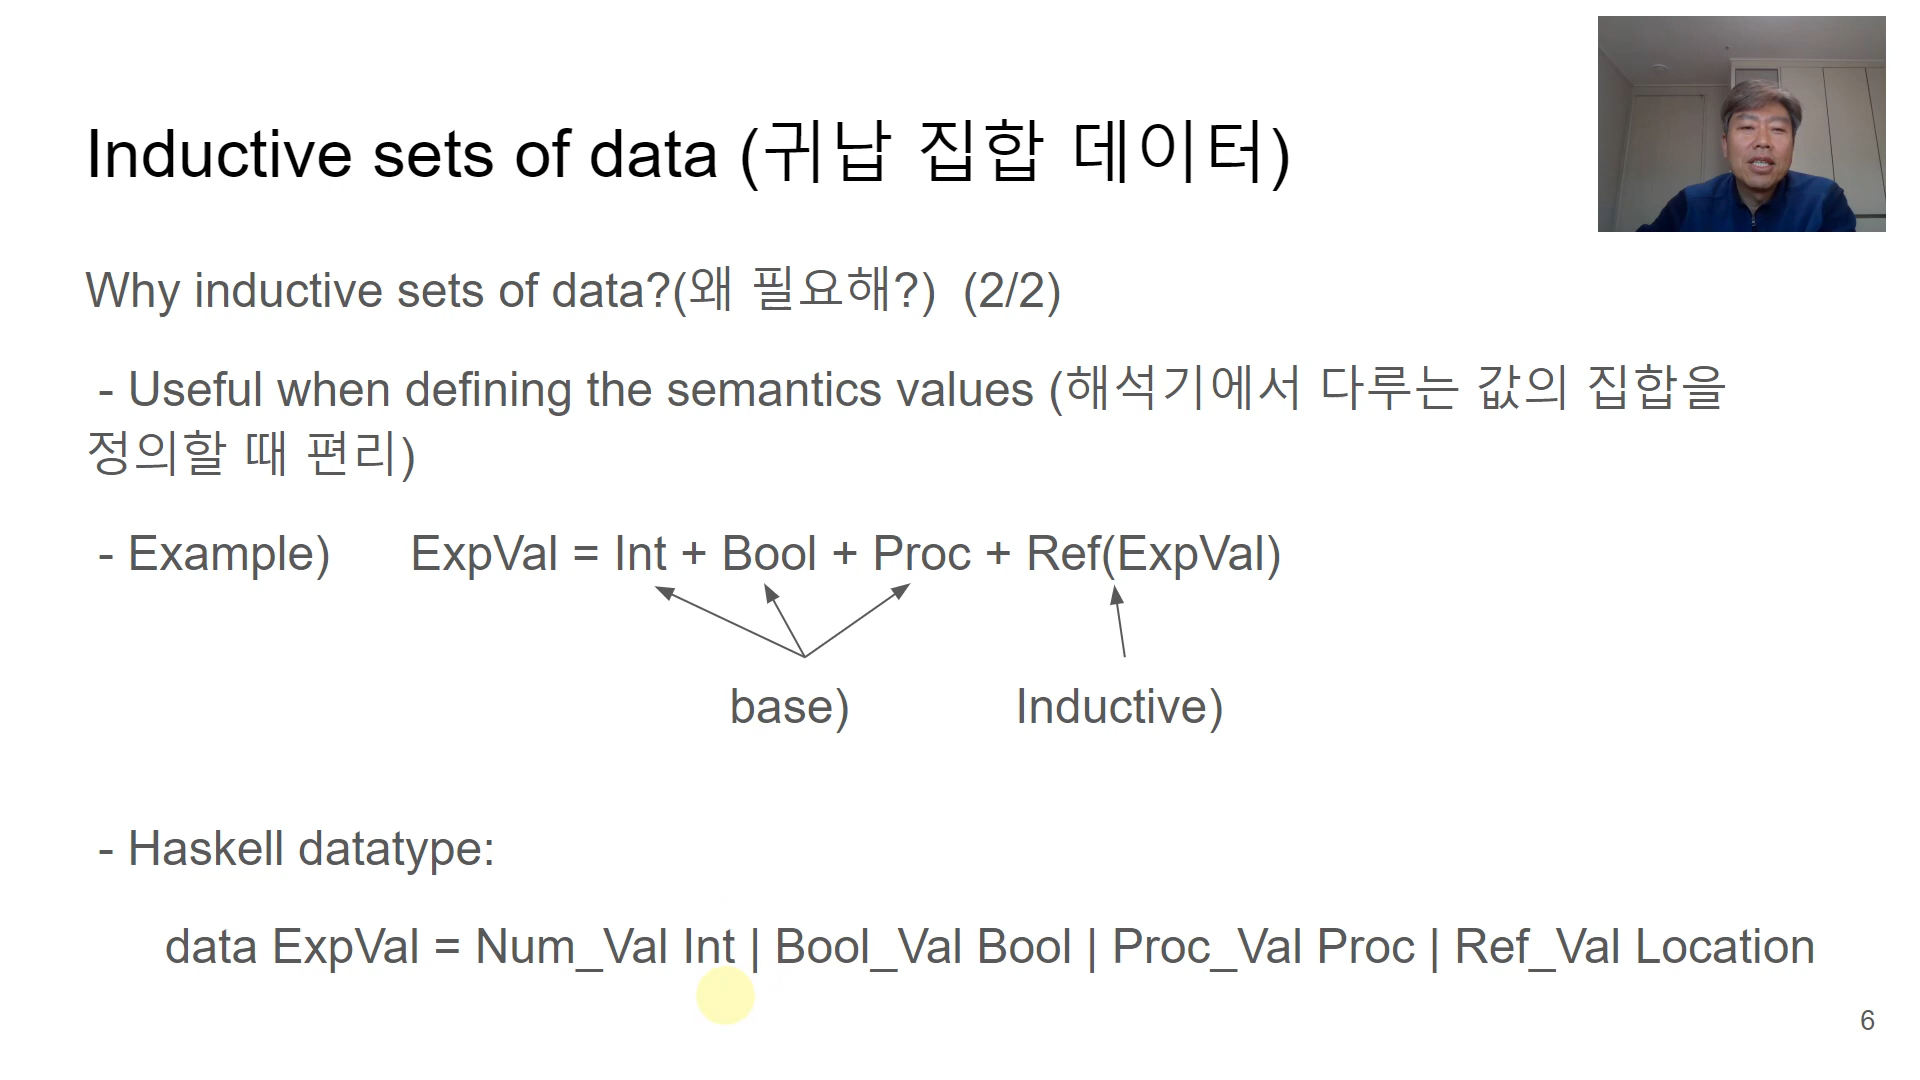 Inductive sets of data (귀납 집합 데이터)
Why inductive sets of data?(왜 필요해?) (2/2)
- Useful when defining the semantics values (해석기에서 다루는 값의 집합을
정의할 때 편리)
- Example) ExpVal = Int + Bool + Proc + Ref(ExpVal)
base) Inductive)
- Haskell datatype:
data ExpVal = Num_Val Int | Bool_Val Bool | Proc_Val Proc | Ref_Val Location
6